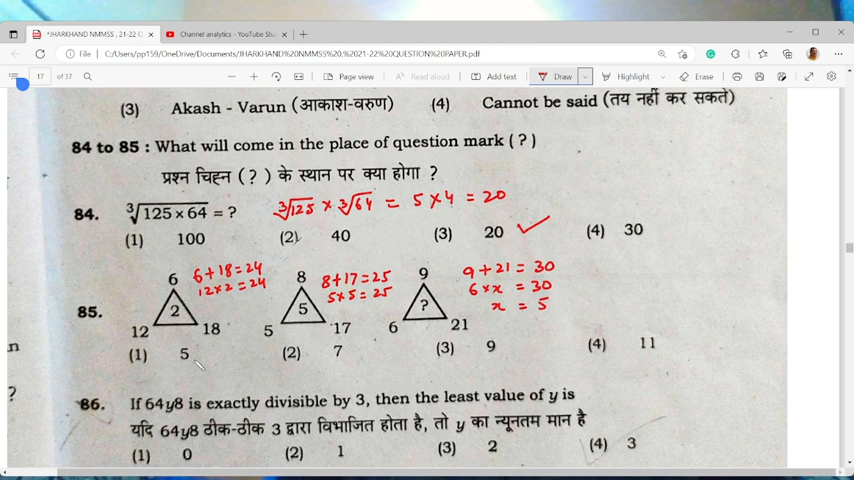 *JHARKHAND NMMSS , 21-22 Q
Channel analytics - YouTube Stu
File
C:/Users/pp159/OneDrive/Documents/JHARKHAND%20NMMSS,%2021-22%20QUESTION%20PAPER.pdf
17 of 37
Page view
Read aloud
Add text
Draw
Highlight
Erase
(3) Akash - Varun (आकाश-वरुण) (4) Cannot be said (तय नहीं कर सकते)
84 to 85 : What will come in the place of question mark (?)
प्रश्न चिह्न (?) के स्थान पर क्या होगा ?
84. ∛125 × 64 = ? ∛125 × ∛64 = 5 × 4 = 20
(1) 100 (2) 40 (3) 20 (4) 30
6 6+18=24 8 8+17=25 9 9+21 = 30
12×2=24 5×5=25 6×x = 30
85. 2 5 ? x = 5
12 18 5 17 6 21
(1) 5 (2) 7 (3) 9 (4) 11
n
?
86. If 64y8 is exactly divisible by 3, then the least value of y is
यदि 64y8 ठीक-ठीक 3 द्वारा विभाजित होता है, तो y का न्यूनतम मान है
(1) 0 (2) 1 (3) 2 (4) 3